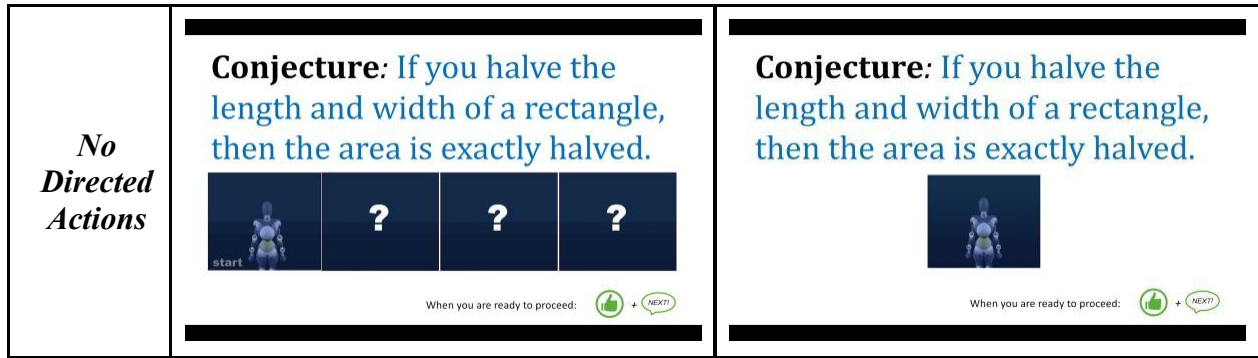 No
Directed
Actions
Conjecture: If you halve the
length and width of a rectangle,
then the area is exactly halved.
start ? ? ?
When you are ready to proceed: + NEXT!
Conjecture: If you halve the
length and width of a rectangle,
then the area is exactly halved.
When you are ready to proceed: + NEXT!